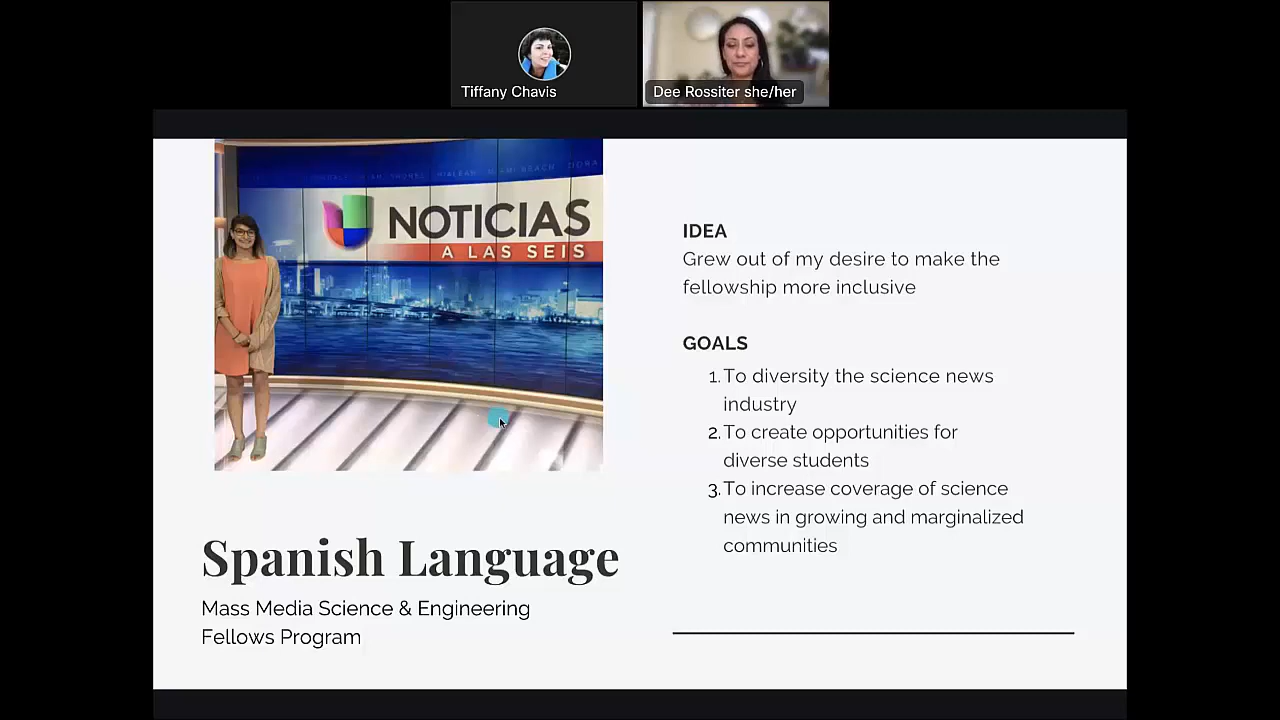 Tiffany Chavis
Dee Rossiter she/her
NOTICIAS
A LAS SEIS
IDEA
Grew out of my desire to make the
fellowship more inclusive
GOALS
1. To diversity the science news
industry
2. To create opportunities for
diverse students
3. To increase coverage of science
news in growing and marginalized
communities
Spanish Language
Mass Media Science & Engineering
Fellows Program